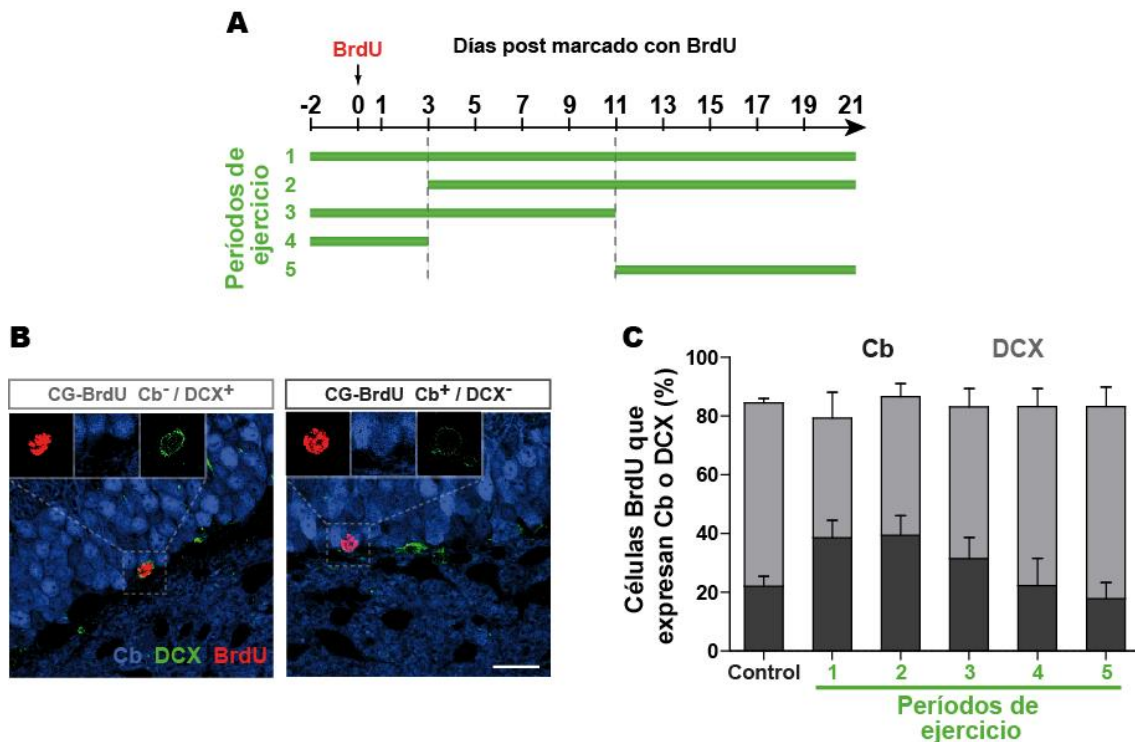 A
BrdU
Días post marcado con BrdU
-2 0 1 3 5 7 9 11 13 15 17 19 21
Períodos de
ejercicio
1
2
3
4
5
B
CG-BrdU Cb⁻ / DCX⁺
CG-BrdU Cb⁺ / DCX⁻
Cb DCX BrdU
C
Cb DCX
Células BrdU que
expresan Cb o DCX (%)
100
80
60
40
20
0
Control 1 2 3 4 5
Períodos de
ejercicio